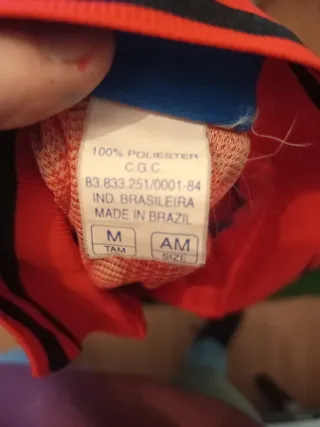 100% POLIESTER
C.G.C.
83.833.251/0001-84
IND. BRASILEIRA
MADE IN BRAZIL
M AM
TAM SIZE